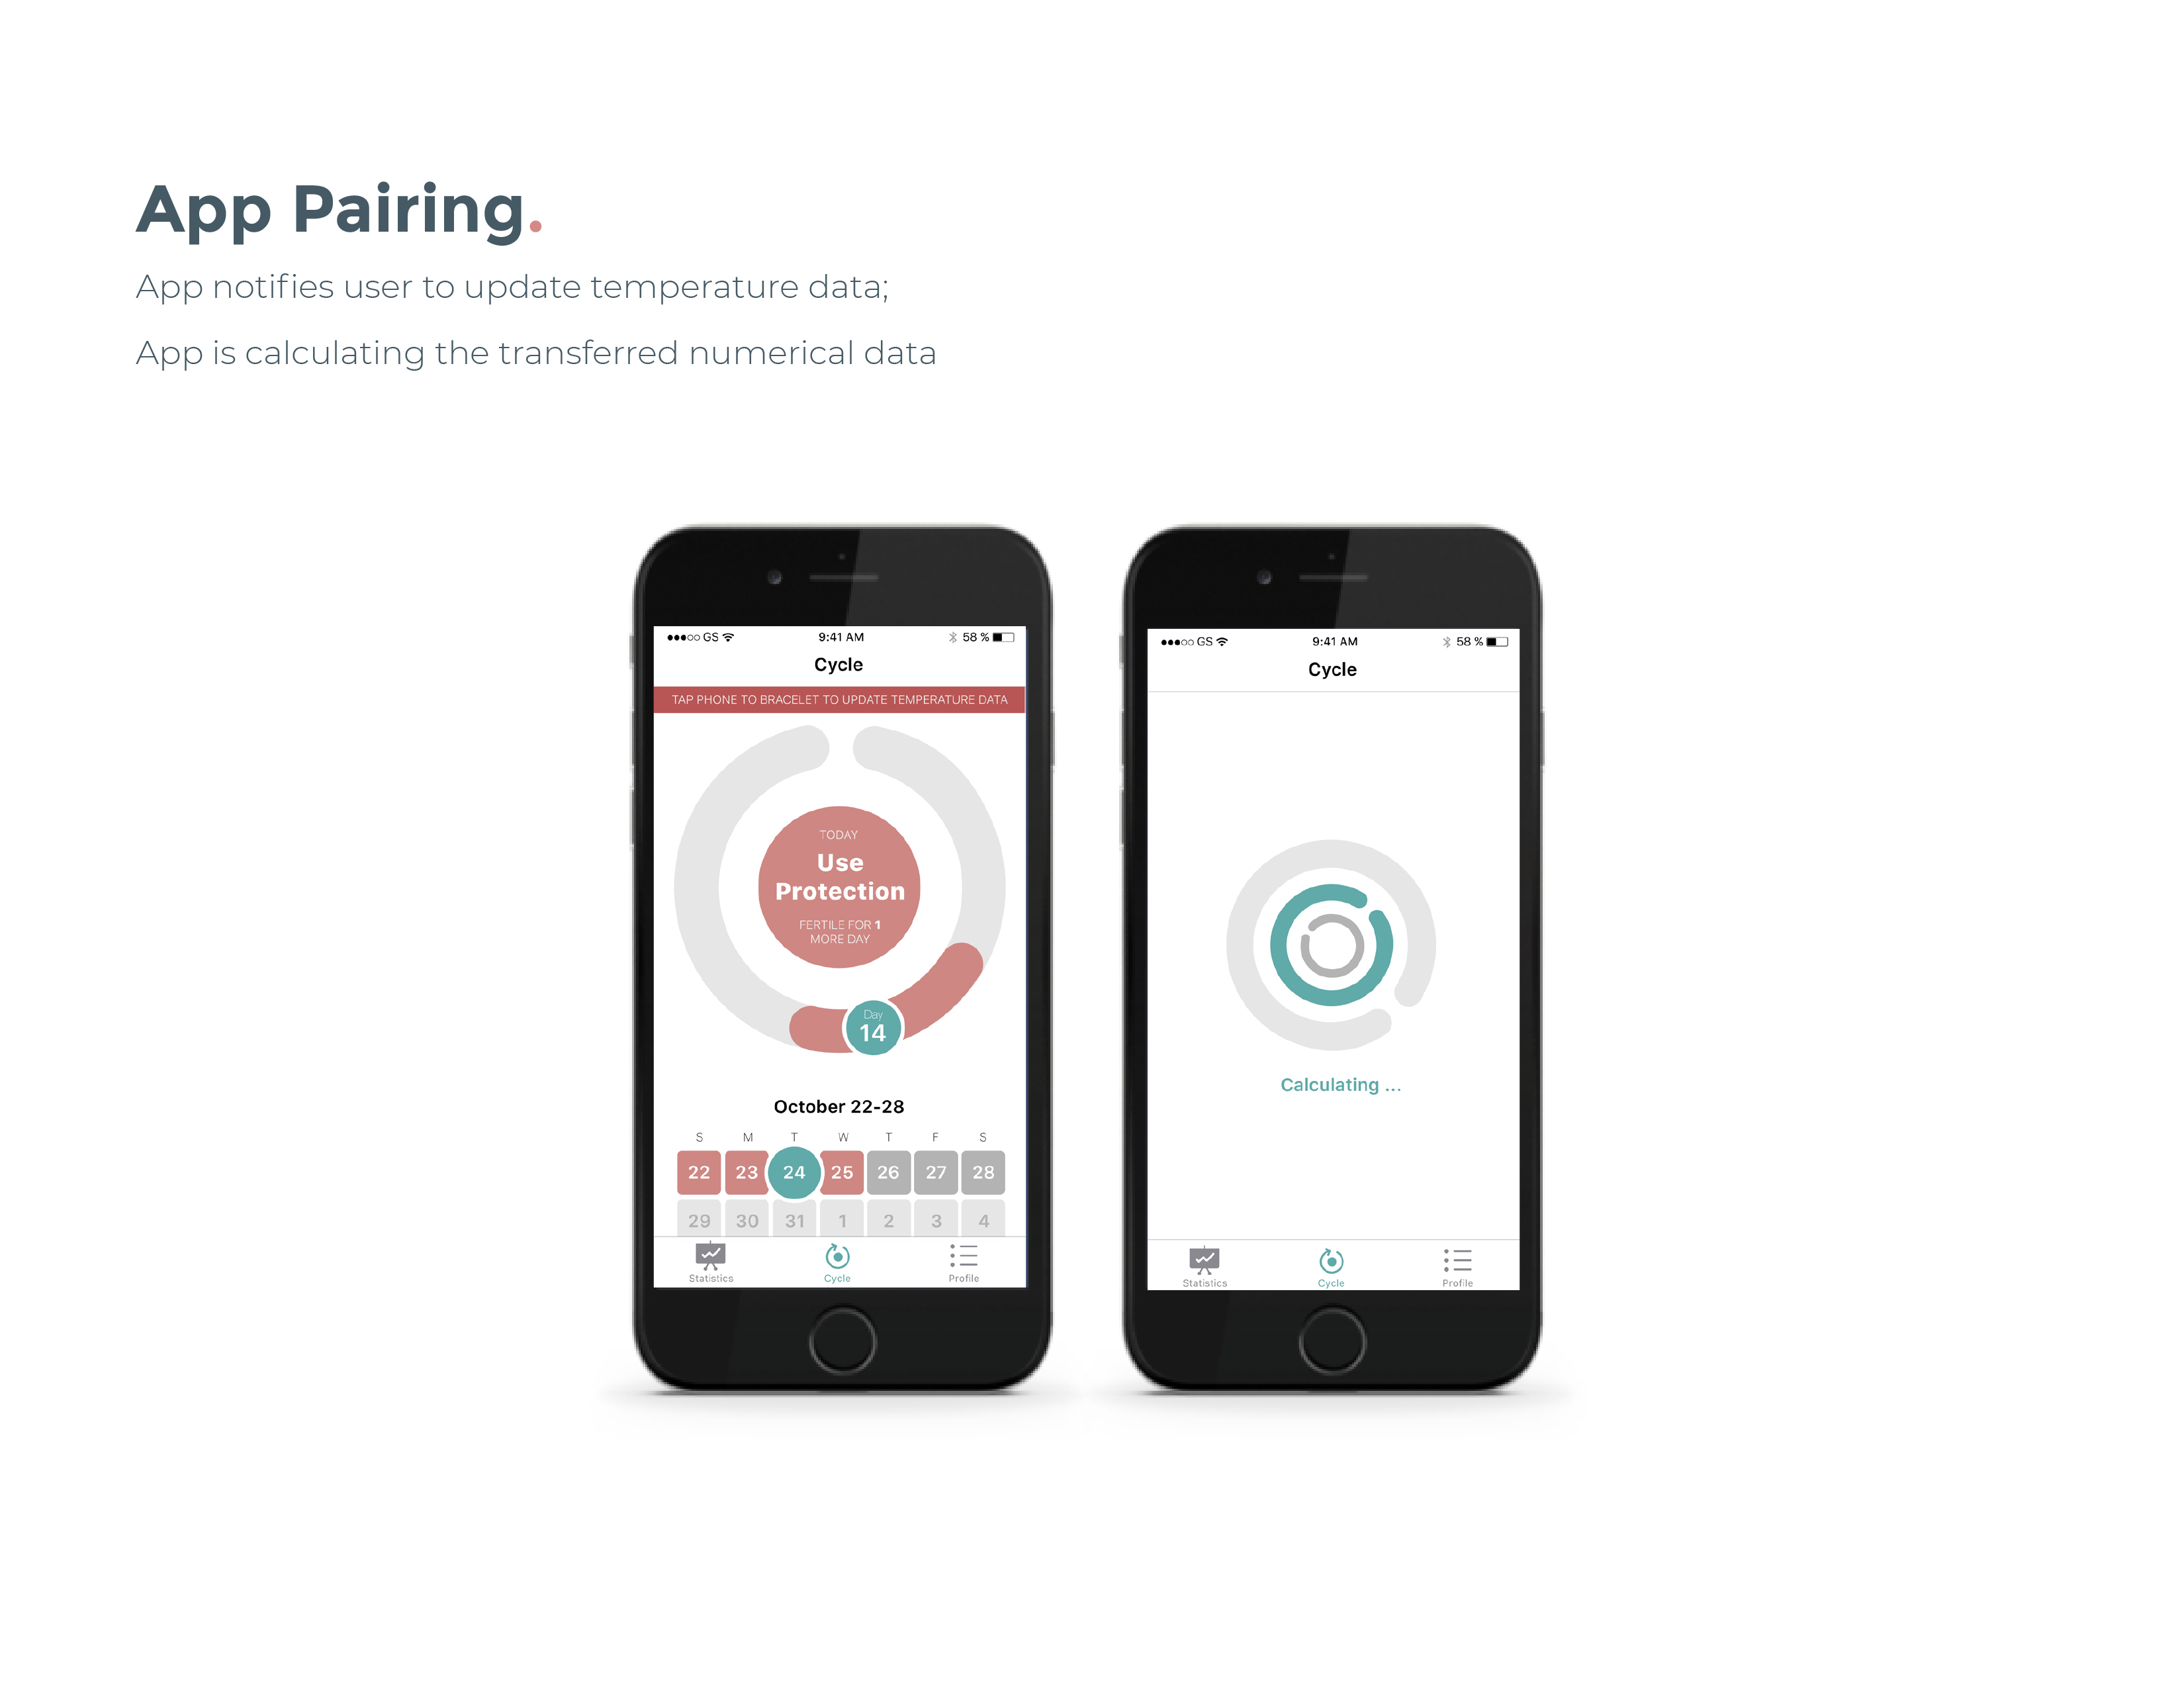 App Pairing.
App notifies user to update temperature data;
App is calculating the transferred numerical data
GS 9:41 AM 58 %
Cycle
TAP PHONE TO BRACELET TO UPDATE TEMPERATURE DATA
TODAY
Use
Protection
FERTILE FOR 1
MORE DAY
Day
14
October 22-28
S M T W T F S
22 23 24 25 26 27 28
29 30 31 1 2 3 4
Statistics Cycle Profile
GS 9:41 AM 58 %
Cycle
Calculating ...
Statistics Cycle Profile